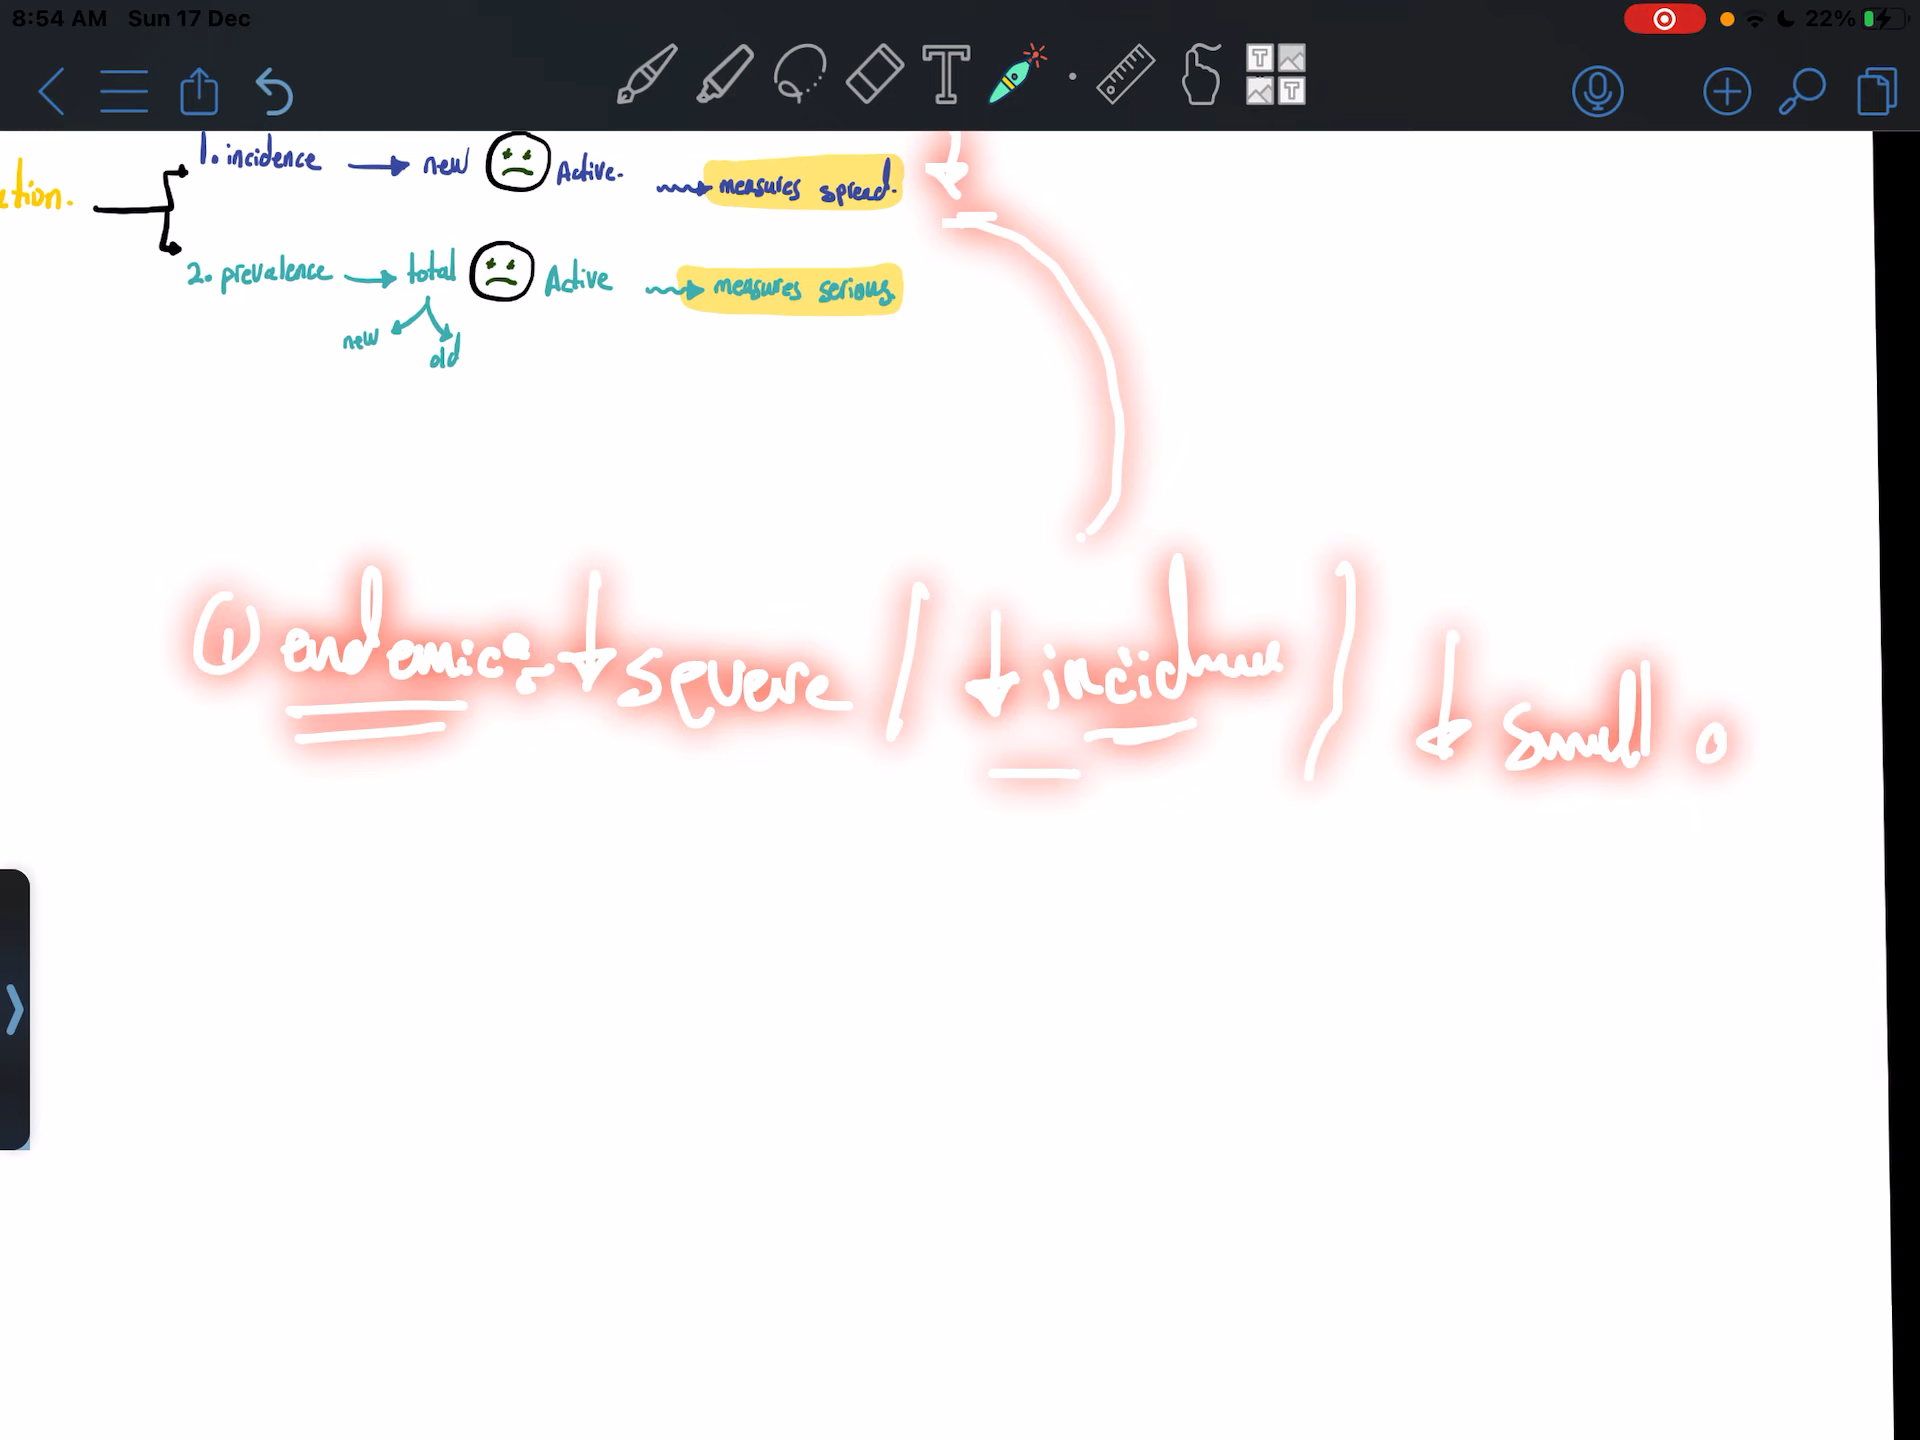 8:54 AM Sun 17 Dec 22%
1. incidence → new Active. measures spread.
ction.
2. prevalence → total Active measures serious.
new old
① endemic: ↓ severe / ↓ incidence } ↓ small o